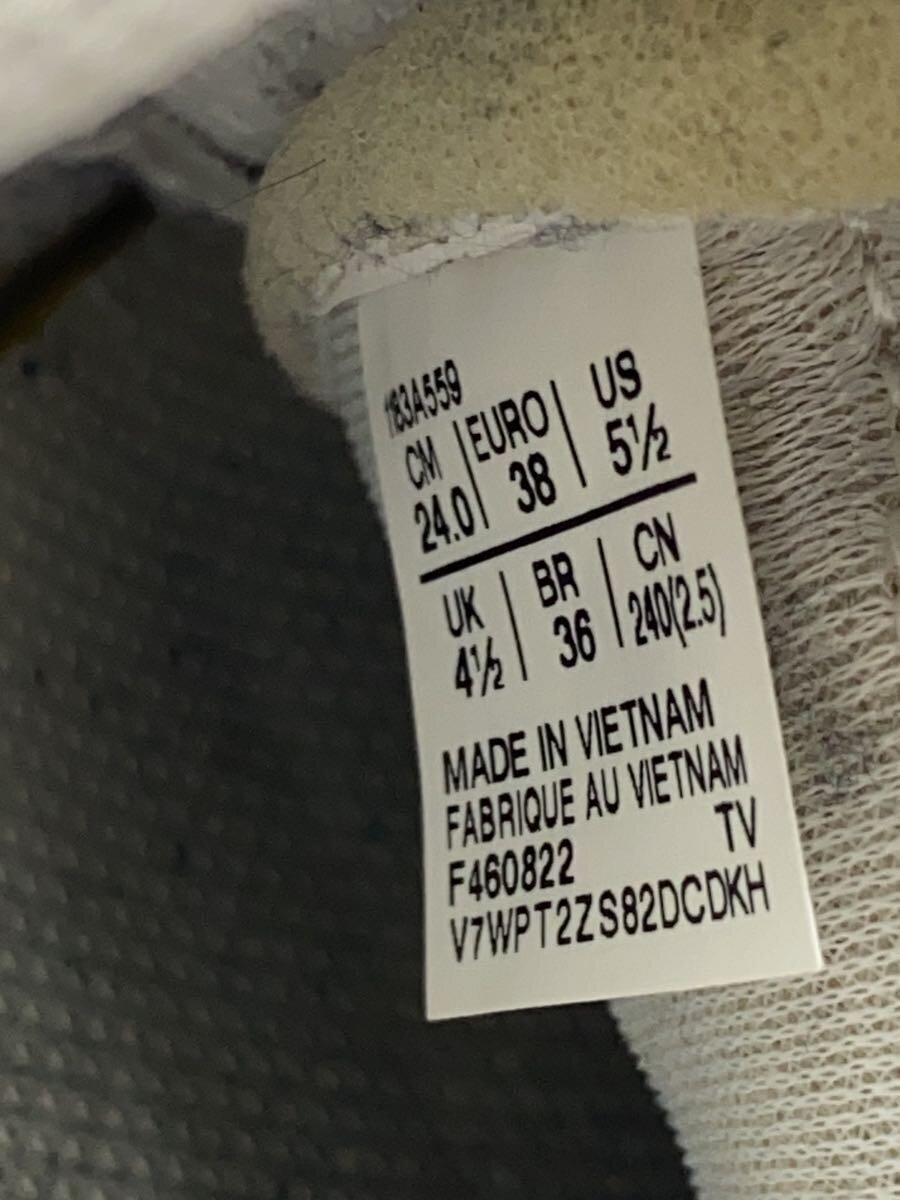 1183A559
CM EURO US
24.0 38 5½
UK BR CN
4½ 36 240(2.5)
MADE IN VIETNAM
FABRIQUE AU VIETNAM
F460822 TV
V7WPT2ZS82DCDKH